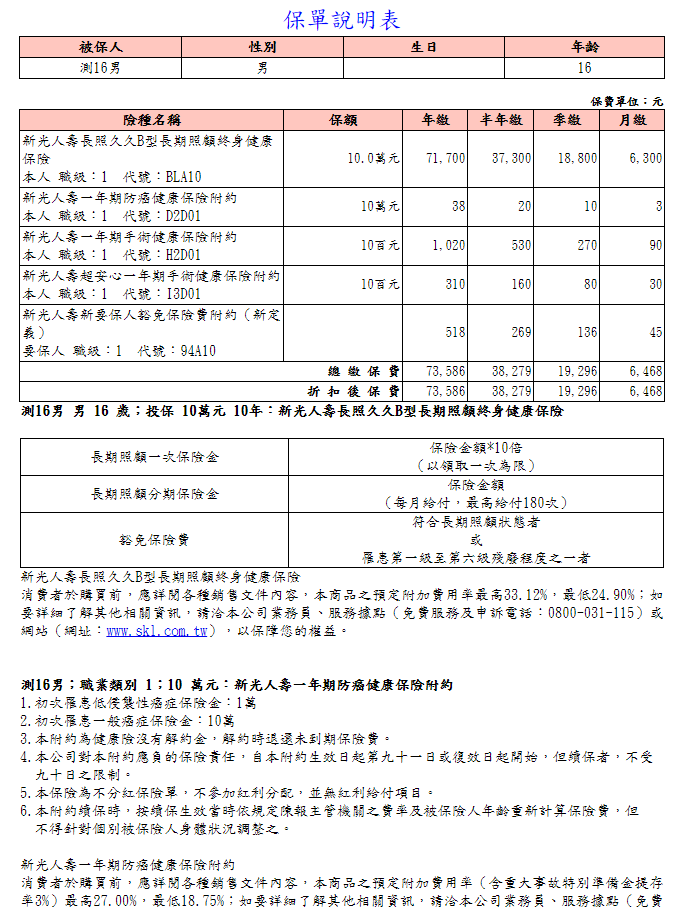 保單說明表
被保人 性別 生日 年齡
測16男 男 16
保費單位：元
險種名稱 保額 年繳 半年繳 季繳 月繳
新光人壽長照久久B型長期照顧終身健康
保險
本人 職級：1 代號：BLA10
10.0萬元 71,700 37,300 18,800 6,300
新光人壽一年期防癌健康保險附約
本人 職級：1 代號：D2D01
10萬元 38 20 10 3
新光人壽一年期手術健康保險附約
本人 職級：1 代號：H2D01
10百元 1,020 530 270 90
新光人壽超安心一年期手術健康保險附約
本人 職級：1 代號：I3D01
10百元 310 160 80 30
新光人壽新要保人豁免保險費附約（新定
義）
要保人 職級：1 代號：94A10
518 269 136 45
總 繳 保 費 73,586 38,279 19,296 6,468
折 扣 後 保 費 73,586 38,279 19,296 6,468
測16男 男 16 歲；投保 10萬元 10年：新光人壽長照久久B型長期照顧終身健康保險
長期照顧一次保險金
保險金額*10倍
（以領取一次為限）
長期照顧分期保險金
保險金額
（每月給付，最高給付180次）
豁免保險費
符合長期照顧狀態者
或
罹患第一級至第六級殘廢程度之一者
新光人壽長照久久B型長期照顧終身健康保險
消費者於購買前，應詳閱各種銷售文件內容，本商品之預定附加費用率最高33.12%，最低24.90%；如
要詳細了解其他相關資訊，請洽本公司業務員、服務據點（免費服務及申訴電話：0800-031-115）或
網站（網址：www.skl.com.tw），以保障您的權益。
測16男；職業類別 1；10 萬元：新光人壽一年期防癌健康保險附約
1.初次罹患低侵襲性癌症保險金：1萬
2.初次罹患一般癌症保險金：10萬
3.本附約為健康險沒有解約金，解約時退還未到期保險費。
4.本公司對本附約應負的保險責任，自本附約生效日起第九十一日或復效日起開始，但續保者，不受
九十日之限制。
5.本保險為不分紅保險單，不參加紅利分配，並無紅利給付項目。
6.本附約續保時，按續保生效當時依規定陳報主管機關之費率及被保險人年齡重新計算保險費，但
不得針對個別被保險人身體狀況調整之。
新光人壽一年期防癌健康保險附約
消費者於購買前，應詳閱各種銷售文件內容，本商品之預定附加費用率（含重大事故特別準備金提存
率3%）最高27.00%，最低18.75%；如要詳細了解其他相關資訊，請洽本公司業務員、服務據點（免費